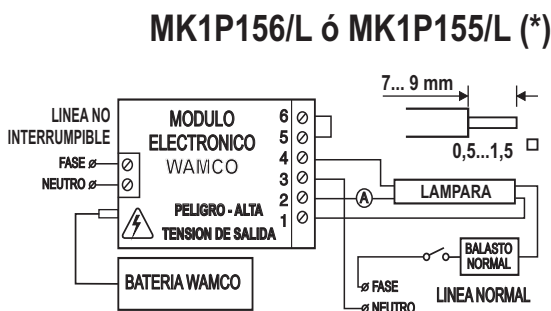 MK1P156/L ó MK1P155/L (*)
7... 9 mm
0,5...1,5
LINEA NO
INTERRUMPIBLE
FASE ø
NEUTRO ø
MODULO
ELECTRONICO
WAMCO
PELIGRO - ALTA
TENSION DE SALIDA
6
5
4
3
2
1
A
LAMPARA
BALASTO
NORMAL
BATERIA WAMCO
ø FASE
ø NEUTRO
LINEA NORMAL